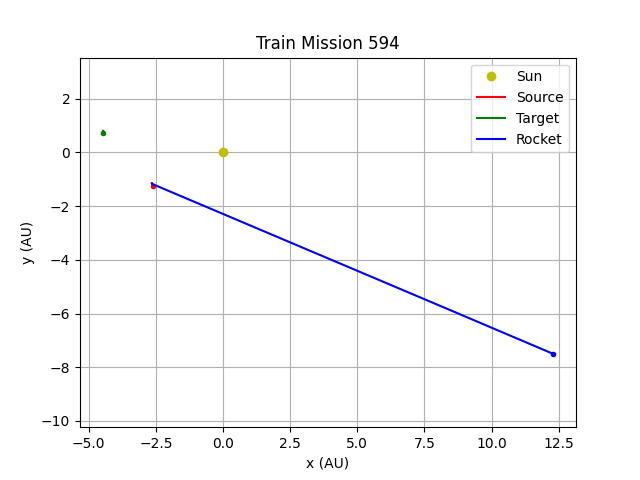 Train Mission 594
Sun
Source
Target
Rocket
2
0
−2
−4
−6
−8
−10
y (AU)
−5.0 −2.5 0.0 2.5 5.0 7.5 10.0 12.5
x (AU)